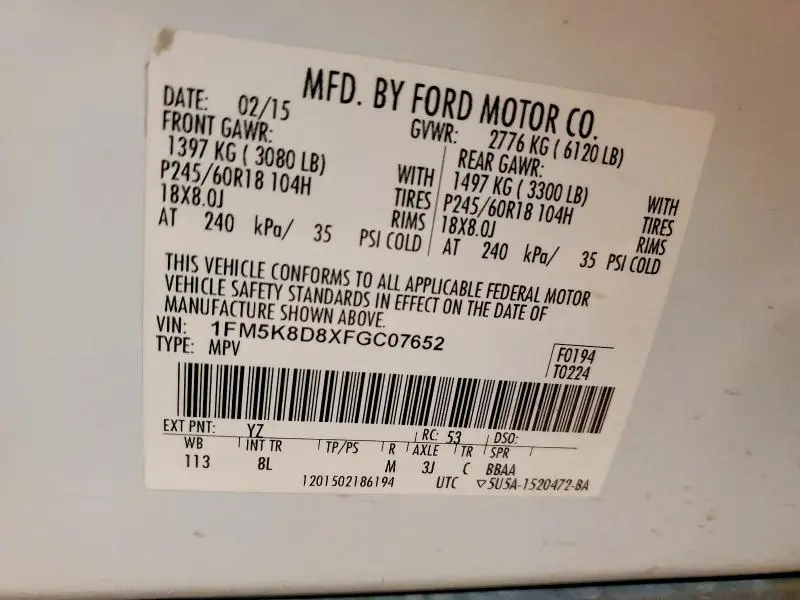 MFD. BY FORD MOTOR CO.
DATE: 02/15
GVWR: 2776 KG ( 6120 LB)
FRONT GAWR:
1397 KG ( 3080 LB) WITH
P245/60R18 104H TIRES
18X8.0J RIMS
AT 240 kPa/ 35 PSI COLD
REAR GAWR:
1497 KG ( 3300 LB) WITH
P245/60R18 104H TIRES
18X8.0J RIMS
AT 240 kPa/ 35 PSI COLD
THIS VEHICLE CONFORMS TO ALL APPLICABLE FEDERAL MOTOR
VEHICLE SAFETY STANDARDS IN EFFECT ON THE DATE OF
MANUFACTURE SHOWN ABOVE.
VIN: 1FM5K8D8XFGC07652
TYPE: MPV
F0194
T0224
EXT PNT: YZ RC: 53 DSO:
WB INT TR TP/PS R AXLE TR SPR
113 8L M 3J C BBAA
1201502186194 UTC ▽5U5A-1520472-BA